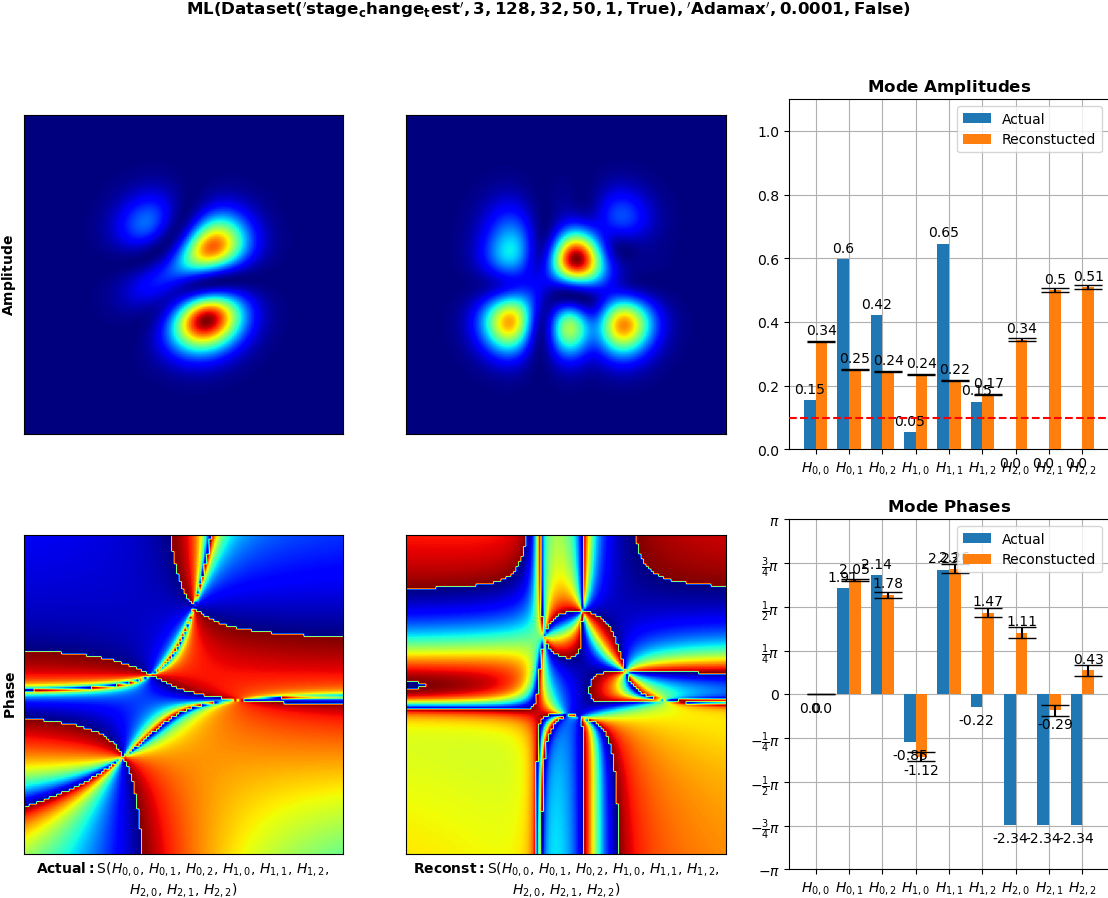 ML(Dataset('stage_change_test', 3, 128, 32, 50, 1, True), 'Adamax', 0.0001, False)
Amplitude
Mode Amplitudes
Actual
Reconstucted
1.0
0.8
0.6
0.4
0.2
0.0
0.15 0.6 0.42 0.05 0.65 0.15 0.0 0.0 0.0
0.34 0.25 0.24 0.24 0.22 0.17 0.34 0.5 0.51
H0,0 H0,1 H0,2 H1,0 H1,1 H1,2 H2,0 H2,1 H2,2
Phase
Mode Phases
Actual
Reconstucted
π
3/4π
1/2π
1/4π
0
−1/4π
−1/2π
−3/4π
−π
0.0 2.14 -0.86 -0.22 -2.34 -2.34 -2.34
0.0 2.05 1.78 -1.12 1.47 1.11 -0.29 0.43
H0,0 H0,1 H0,2 H1,0 H1,1 H1,2 H2,0 H2,1 H2,2
Actual: S(H0,0, H0,1, H0,2, H1,0, H1,1, H1,2,
H2,0, H2,1, H2,2)
Reconst: S(H0,0, H0,1, H0,2, H1,0, H1,1, H1,2,
H2,0, H2,1, H2,2)